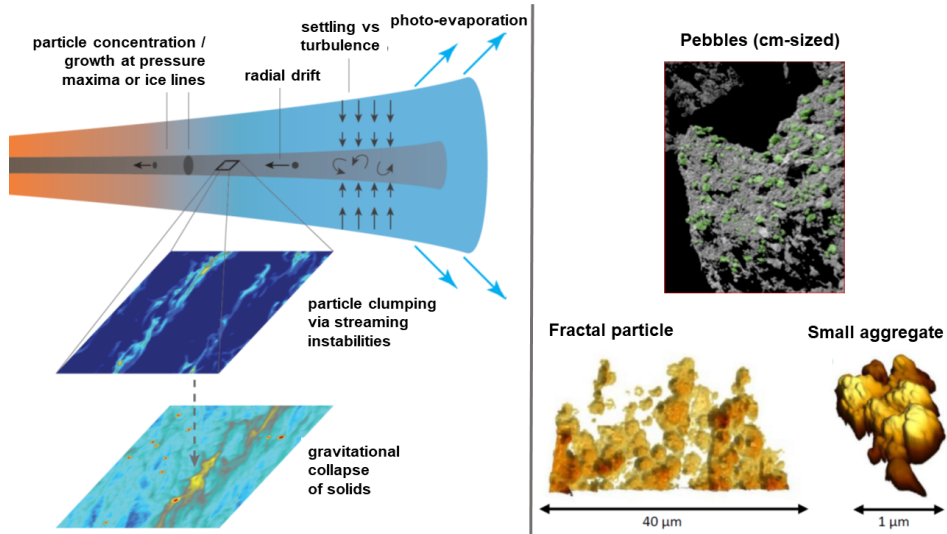 particle concentration /
growth at pressure
maxima or ice lines
radial drift
settling vs
turbulence
photo-evaporation
particle clumping
via streaming
instabilities
gravitational
collapse
of solids
Pebbles (cm-sized)
Fractal particle
Small aggregate
40 µm
1 µm